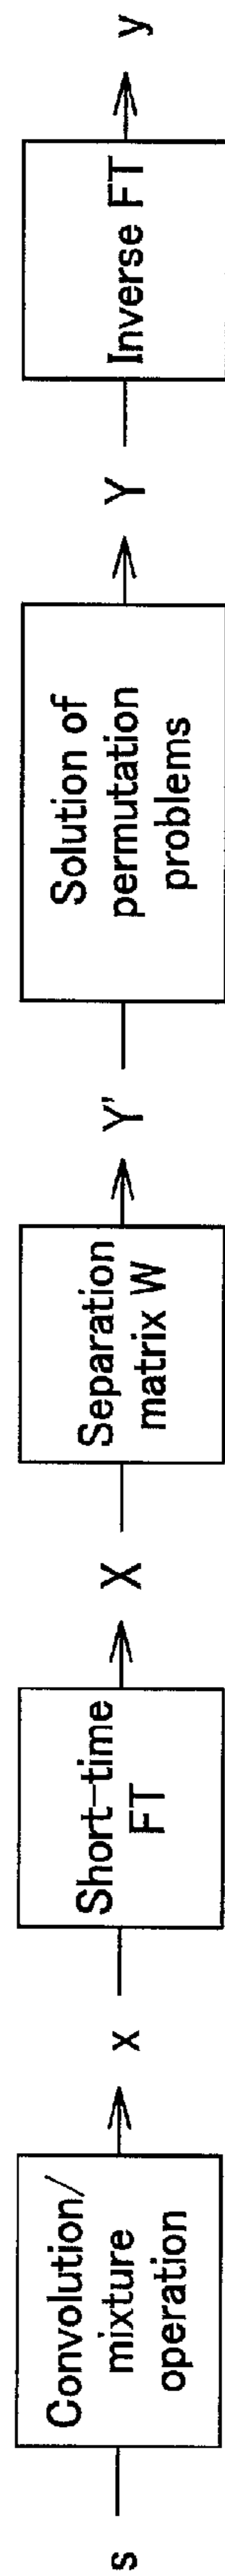 s
Convolution/
mixture
operation
x
Short-time
FT
X
Separation
matrix W
Y'
Solution of
permutation
problems
Y
Inverse FT
y